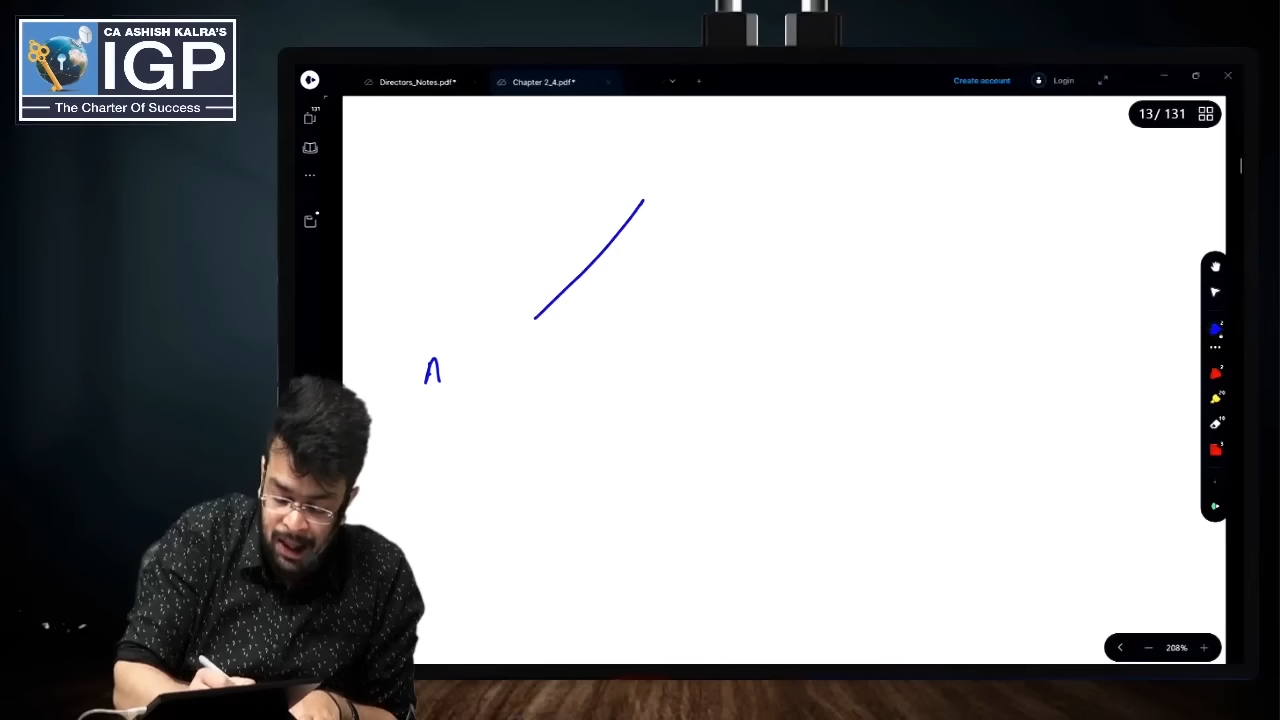 CA ASHISH KALRA'S
IGP
The Charter Of Success
Directors_Notes.pdf*
Chapter 2_4.pdf*
Create account
Login
131
13/ 131
208%